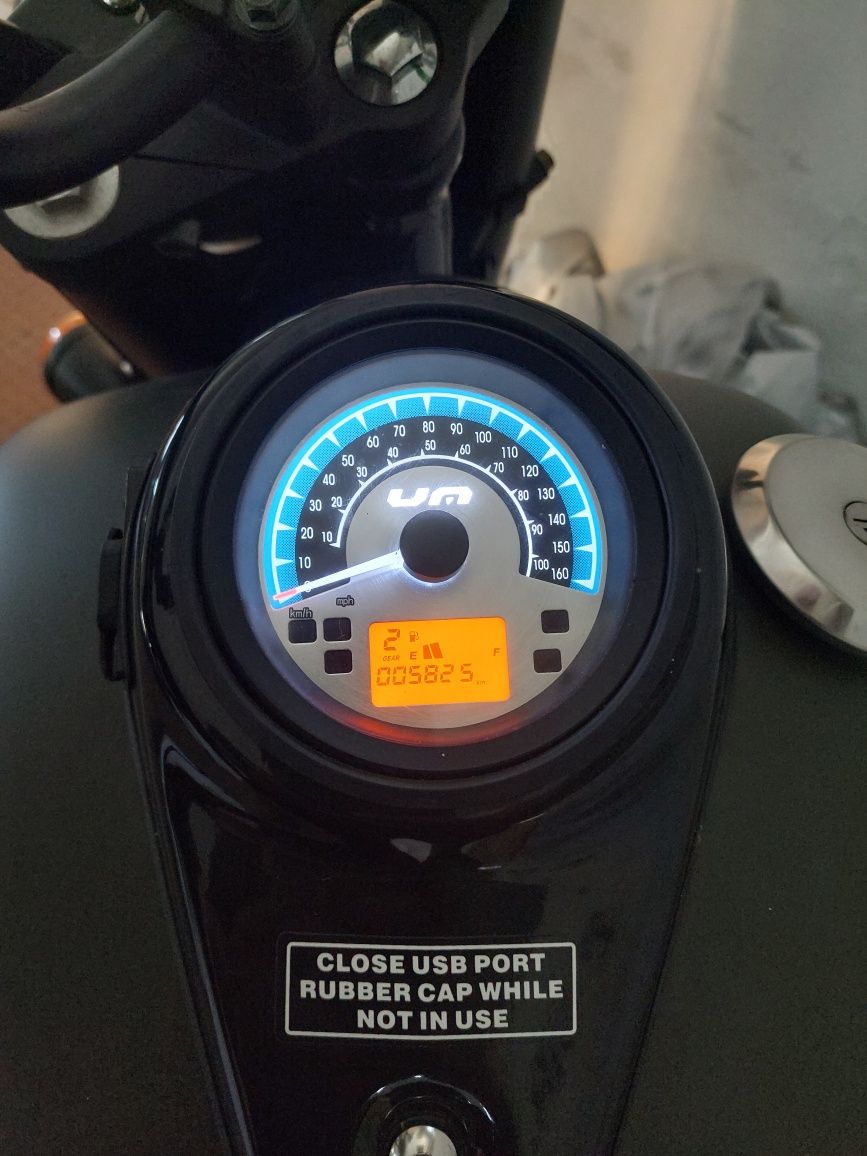 0 10 20 30 40 50 60 70 80 90 100 110 120 130 140 150 160
10 20 30 40 50 60 70 80 90 100
UM
km/h
mph
2
GEAR E F
005825 km
CLOSE USB PORT
RUBBER CAP WHILE
NOT IN USE